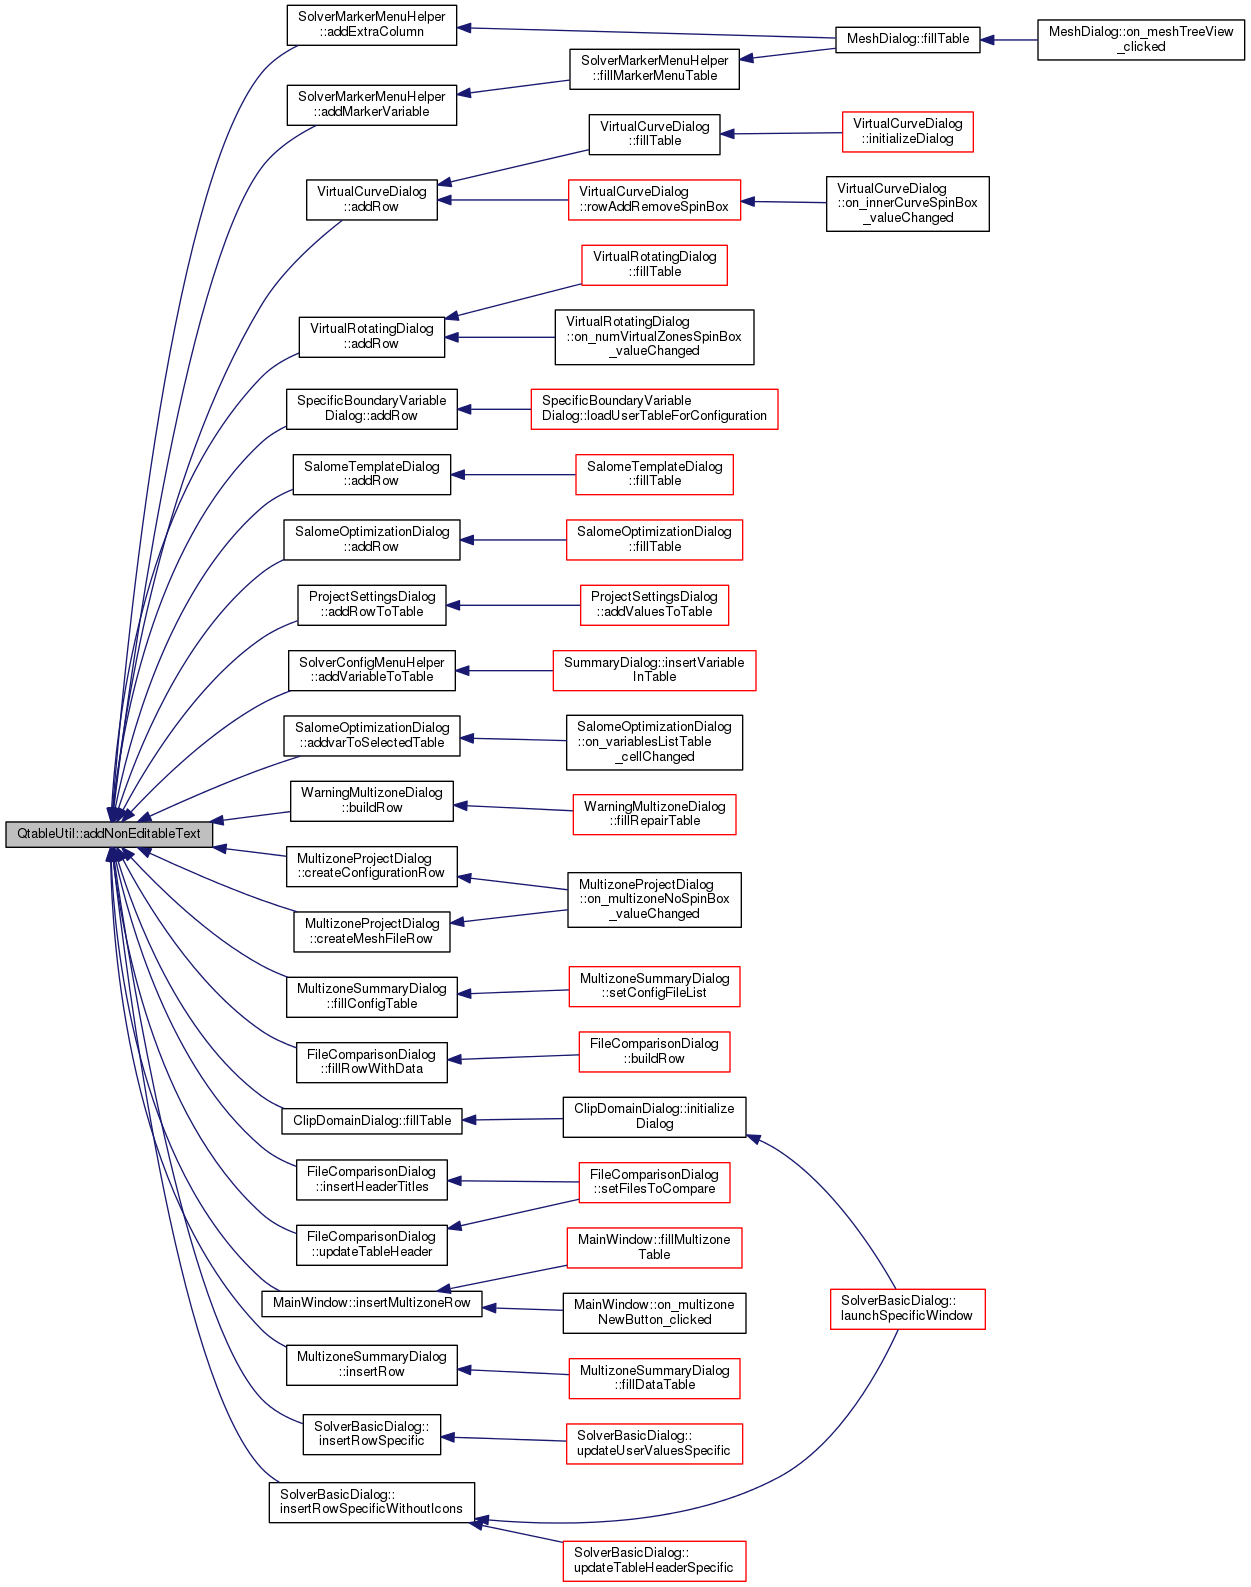 SolverMarkerMenuHelper
::addExtraColumn
MeshDialog::fillTable
MeshDialog::on_meshTreeView
_clicked
SolverMarkerMenuHelper
::fillMarkerMenuTable
SolverMarkerMenuHelper
::addMarkerVariable
VirtualCurveDialog
::fillTable
VirtualCurveDialog
::initializeDialog
VirtualCurveDialog
::addRow
VirtualCurveDialog
::rowAddRemoveSpinBox
VirtualCurveDialog
::on_innerCurveSpinBox
_valueChanged
VirtualRotatingDialog
::fillTable
VirtualRotatingDialog
::addRow
VirtualRotatingDialog
::on_numVirtualZonesSpinBox
_valueChanged
SpecificBoundaryVariable
Dialog::addRow
SpecificBoundaryVariable
Dialog::loadUserTableForConfiguration
SalomeTemplateDialog
::addRow
SalomeTemplateDialog
::fillTable
SalomeOptimizationDialog
::addRow
SalomeOptimizationDialog
::fillTable
ProjectSettingsDialog
::addRowToTable
ProjectSettingsDialog
::addValuesToTable
SolverConfigMenuHelper
::addVariableToTable
SummaryDialog::insertVariable
InTable
SalomeOptimizationDialog
::addvarToSelectedTable
SalomeOptimizationDialog
::on_variablesListTable
_cellChanged
WarningMultizoneDialog
::buildRow
WarningMultizoneDialog
::fillRepairTable
QtableUtil::addNonEditableText
MultizoneProjectDialog
::createConfigurationRow
MultizoneProjectDialog
::on_multizoneNoSpinBox
_valueChanged
MultizoneProjectDialog
::createMeshFileRow
MultizoneSummaryDialog
::fillConfigTable
MultizoneSummaryDialog
::setConfigFileList
FileComparisonDialog
::fillRowWithData
FileComparisonDialog
::buildRow
ClipDomainDialog::fillTable
ClipDomainDialog::initialize
Dialog
FileComparisonDialog
::insertHeaderTitles
FileComparisonDialog
::setFilesToCompare
FileComparisonDialog
::updateTableHeader
MainWindow::fillMultizone
Table
MainWindow::insertMultizoneRow
MainWindow::on_multizone
NewButton_clicked
SolverBasicDialog::
launchSpecificWindow
MultizoneSummaryDialog
::insertRow
MultizoneSummaryDialog
::fillDataTable
SolverBasicDialog::
insertRowSpecific
SolverBasicDialog::
updateUserValuesSpecific
SolverBasicDialog::
insertRowSpecificWithoutIcons
SolverBasicDialog::
updateTableHeaderSpecific